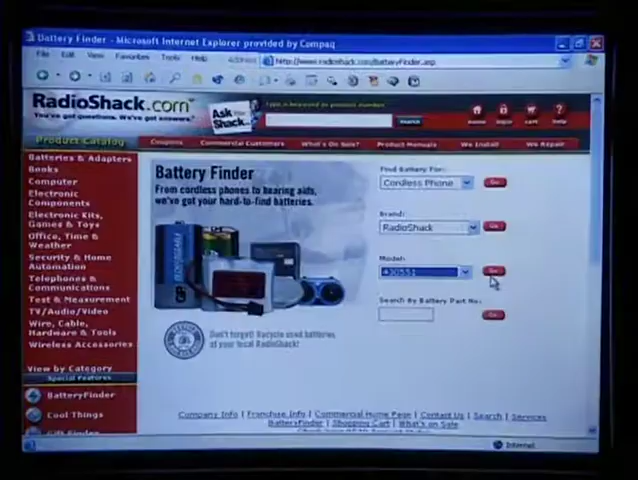 Battery Finder - Microsoft Internet Explorer provided by Compaq
File Edit View Favorites Tools Help
Address http://www.radioshack.com/batteryfinder.asp
RadioShack.com
You've got questions. We've got answers.
Ask The Shack
Type a keyword or product number
Search
home login cart help
Product Catalog
Coupons Commercial Customers What's On Sale? Product Manuals We Install We Repair
Batteries & Adapters
Books
Computer
Electronic
Components
Electronic Kits,
Games & Toys
Office, Time &
Weather
Security & Home
Automation
Telephones &
Communications
Test & Measurement
TV/Audio/Video
Wire, Cable,
Hardware & Tools
Wireless Accessories
View by Category
Special Features
BatteryFinder
Cool Things
Gift Finder
Battery Finder
From cordless phones to hearing aids,
we've got your hard-to-find batteries.
GP
RECHARGEABLE
Don't forget! Recycle used batteries
at your local RadioShack!
Find Battery For:
Cordless Phone
Go
Brand:
RadioShack
Go
Model:
Go
Search By Battery Part No:
Go
Company Info | Franchise Info | Commercial Home Page | Contact Us | Search | Services
BatteryFinder | Shopping Cart | What's on Sale
Internet